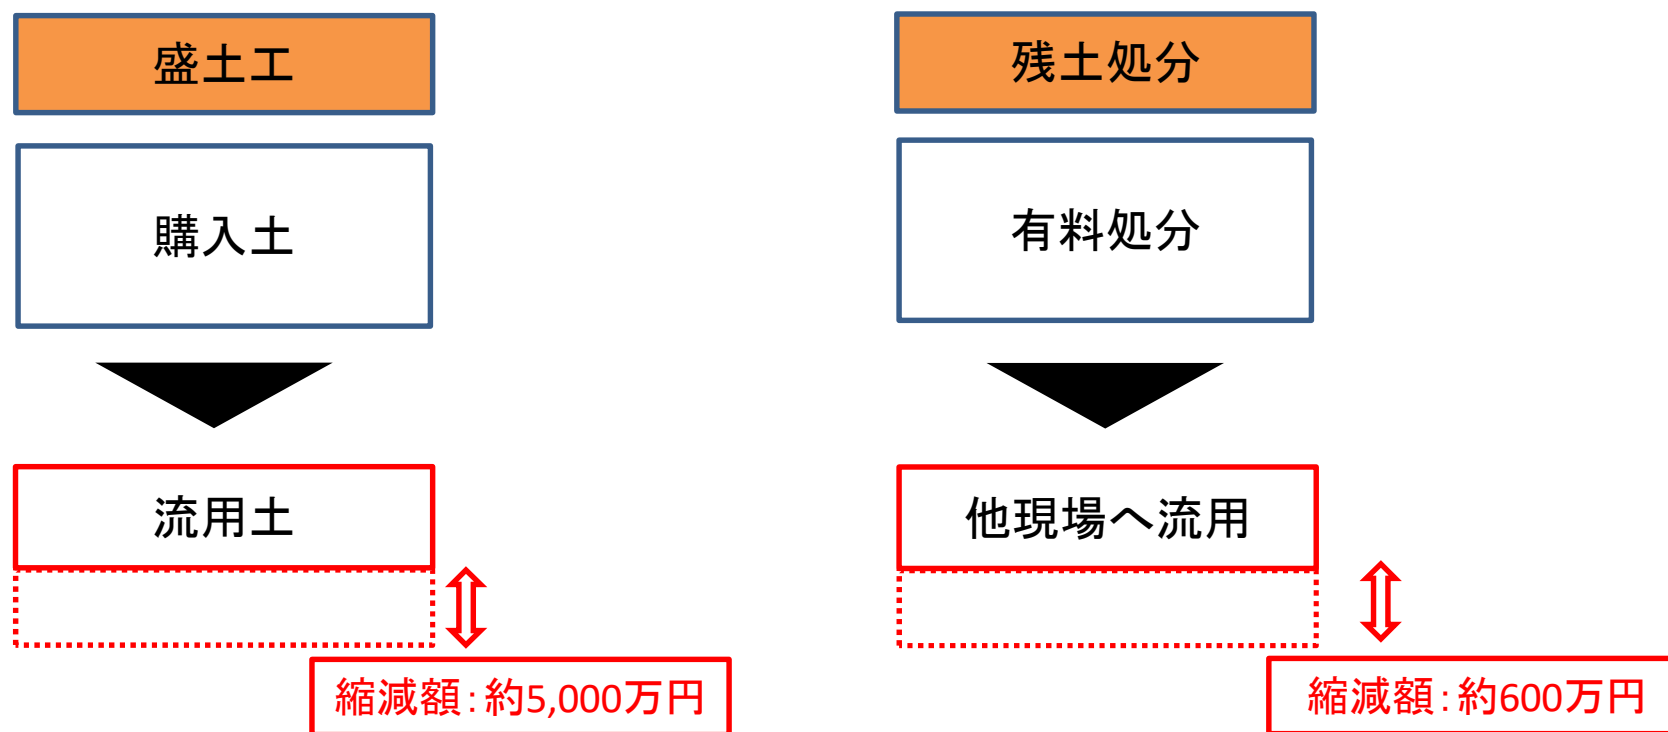 盛土工
残土処分
購入土
有料処分
流用土
他現場へ流用
縮減額：約5,000万円
縮減額：約600万円